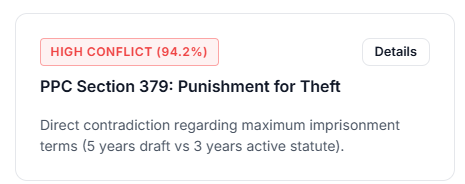 HIGH CONFLICT (94.2%)
Details
PPC Section 379: Punishment for Theft
Direct contradiction regarding maximum imprisonment
terms (5 years draft vs 3 years active statute).